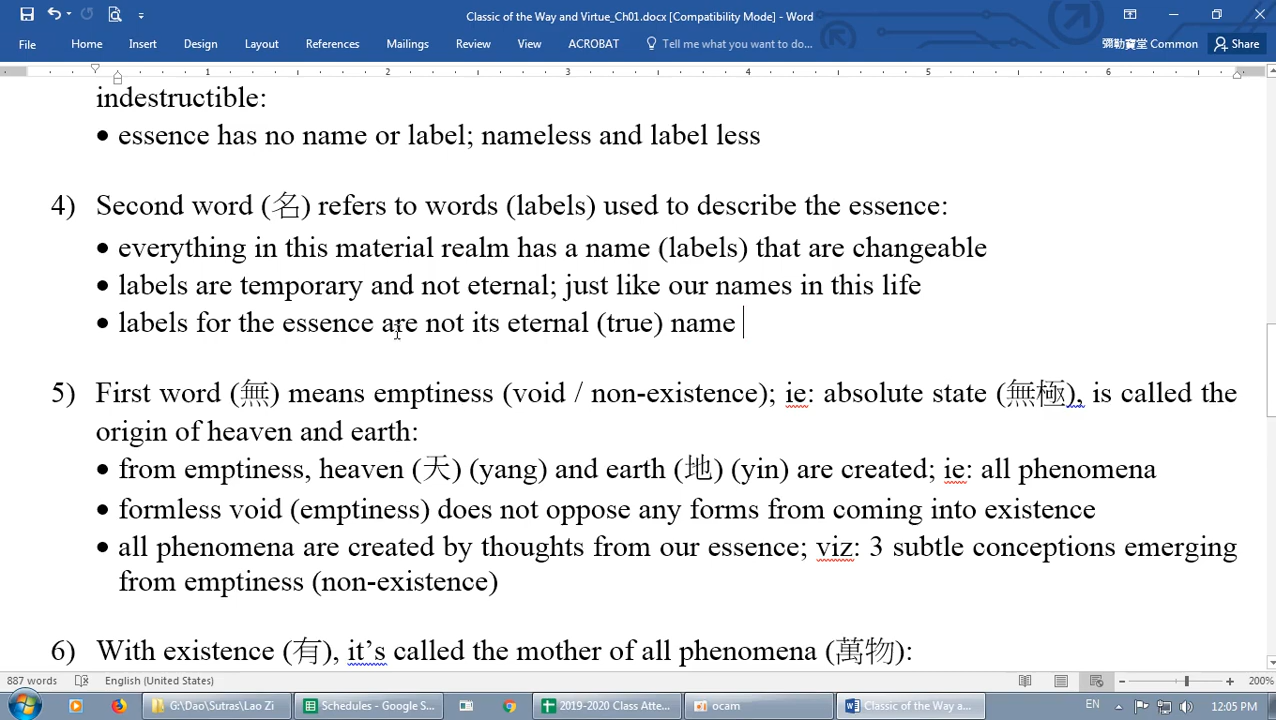 Classic of the Way and Virtue_Ch01.docx [Compatibility Mode] - Word
File Home Insert Design Layout References Mailings Review View ACROBAT Tell me what you want to do... 彌勒寶堂 Common Share
1 2 3 4 5 6
indestructible:
• essence has no name or label; nameless and label less
4) Second word (名) refers to words (labels) used to describe the essence:
• everything in this material realm has a name (labels) that are changeable
• labels are temporary and not eternal; just like our names in this life
• labels for the essence are not its eternal (true) name
5) First word (無) means emptiness (void / non-existence); ie: absolute state (無極), is called the
origin of heaven and earth:
• from emptiness, heaven (天) (yang) and earth (地) (yin) are created; ie: all phenomena
• formless void (emptiness) does not oppose any forms from coming into existence
• all phenomena are created by thoughts from our essence; viz: 3 subtle conceptions emerging
from emptiness (non-existence)
6) With existence (有), it’s called the mother of all phenomena (萬物):
887 words English (United States) 200%
G:\Dao\Sutras\Lao Zi Schedules - Google S... 2019-2020 Class Atte... ocam Classic of the Way a... EN 12:05 PM